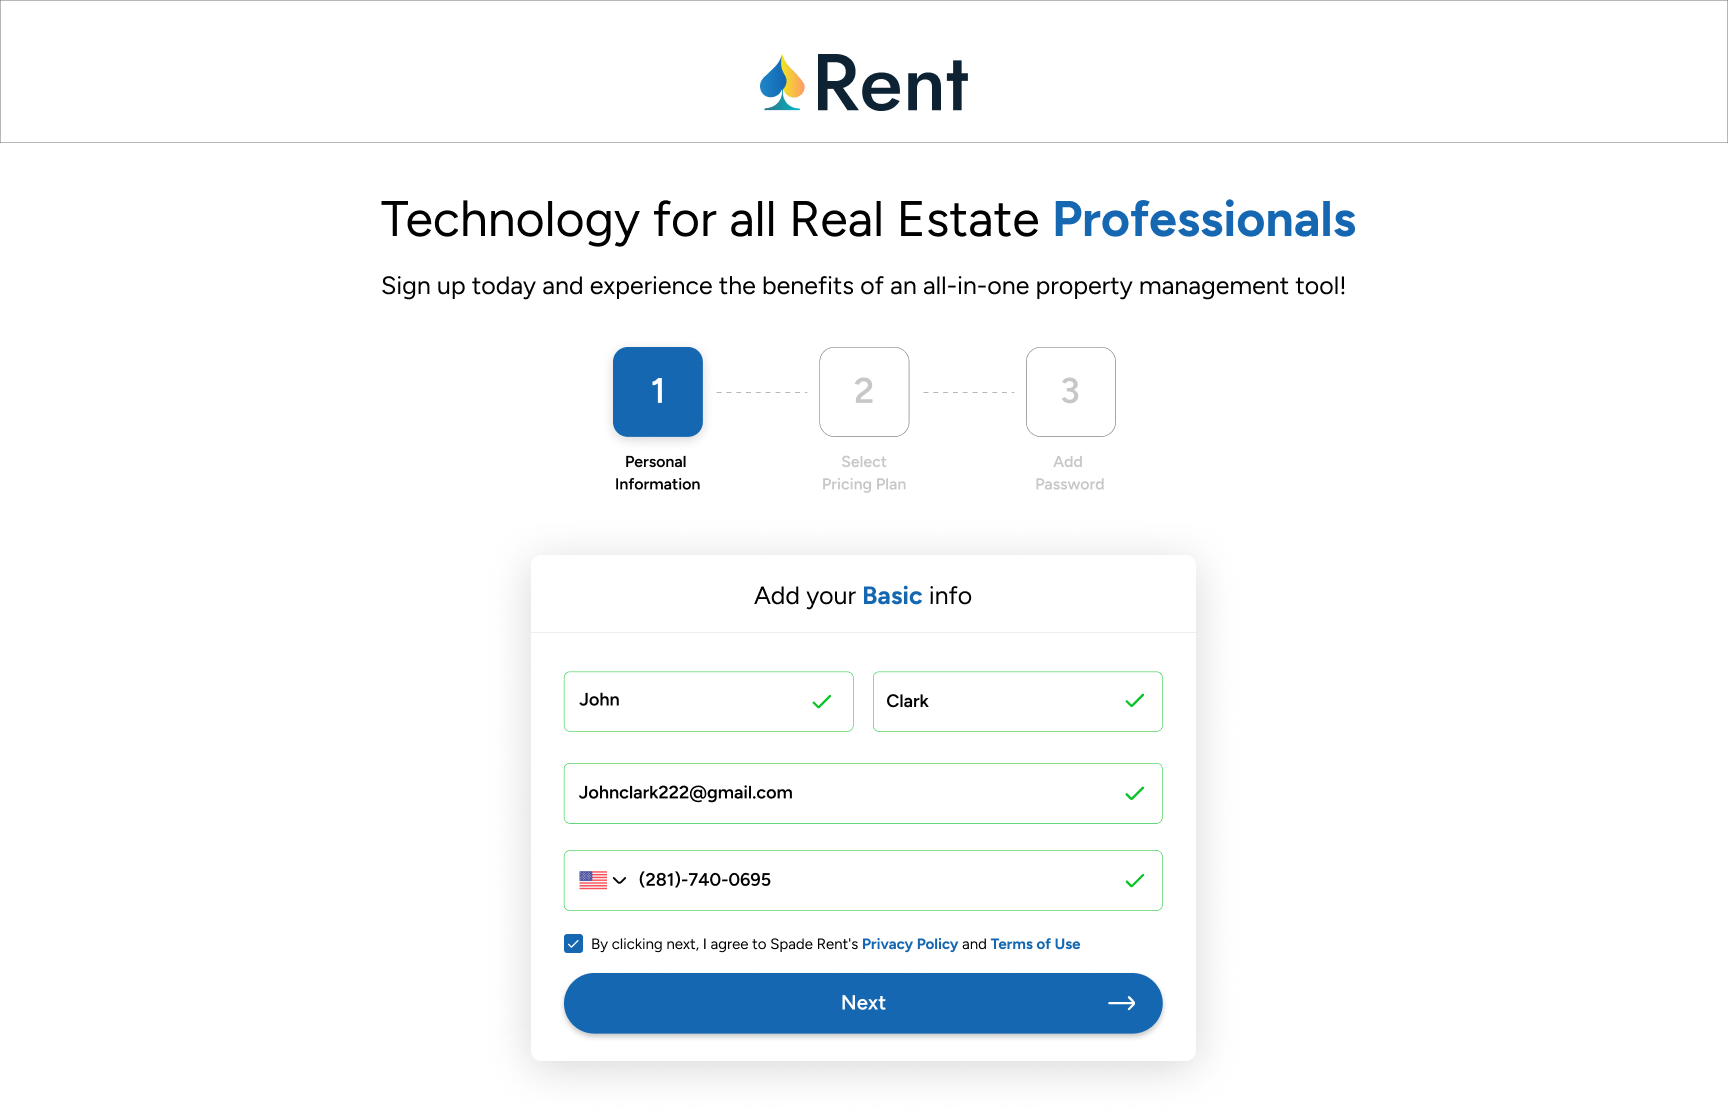 Rent
Technology for all Real Estate Professionals
Sign up today and experience the benefits of an all-in-one property management tool!
1
2
3
Personal
Information
Select
Pricing Plan
Add
Password
Add your Basic info
John
Clark
Johnclark222@gmail.com
(281)-740-0695
By clicking next, I agree to Spade Rent's Privacy Policy and Terms of Use
Next